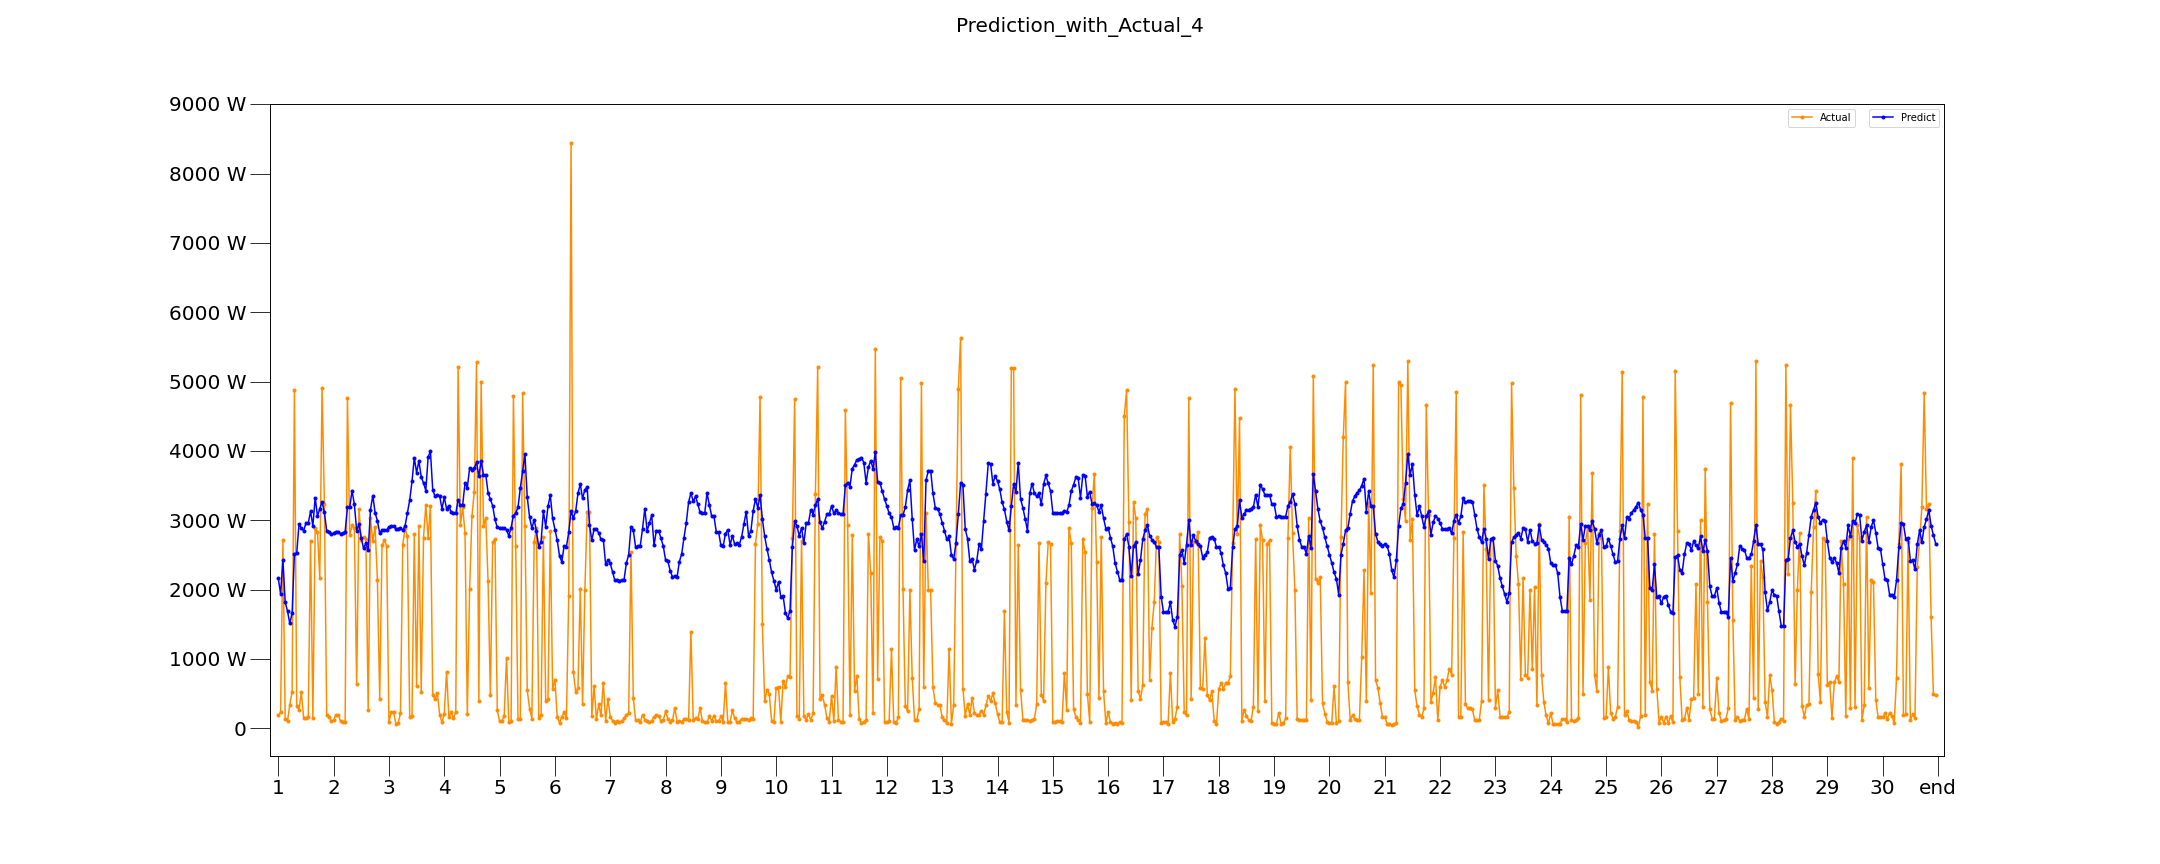 Prediction_with_Actual_4
Actual Predict
9000 W
8000 W
7000 W
6000 W
5000 W
4000 W
3000 W
2000 W
1000 W
0
1 2 3 4 5 6 7 8 9 10 11 12 13 14 15 16 17 18 19 20 21 22 23 24 25 26 27 28 29 30 end